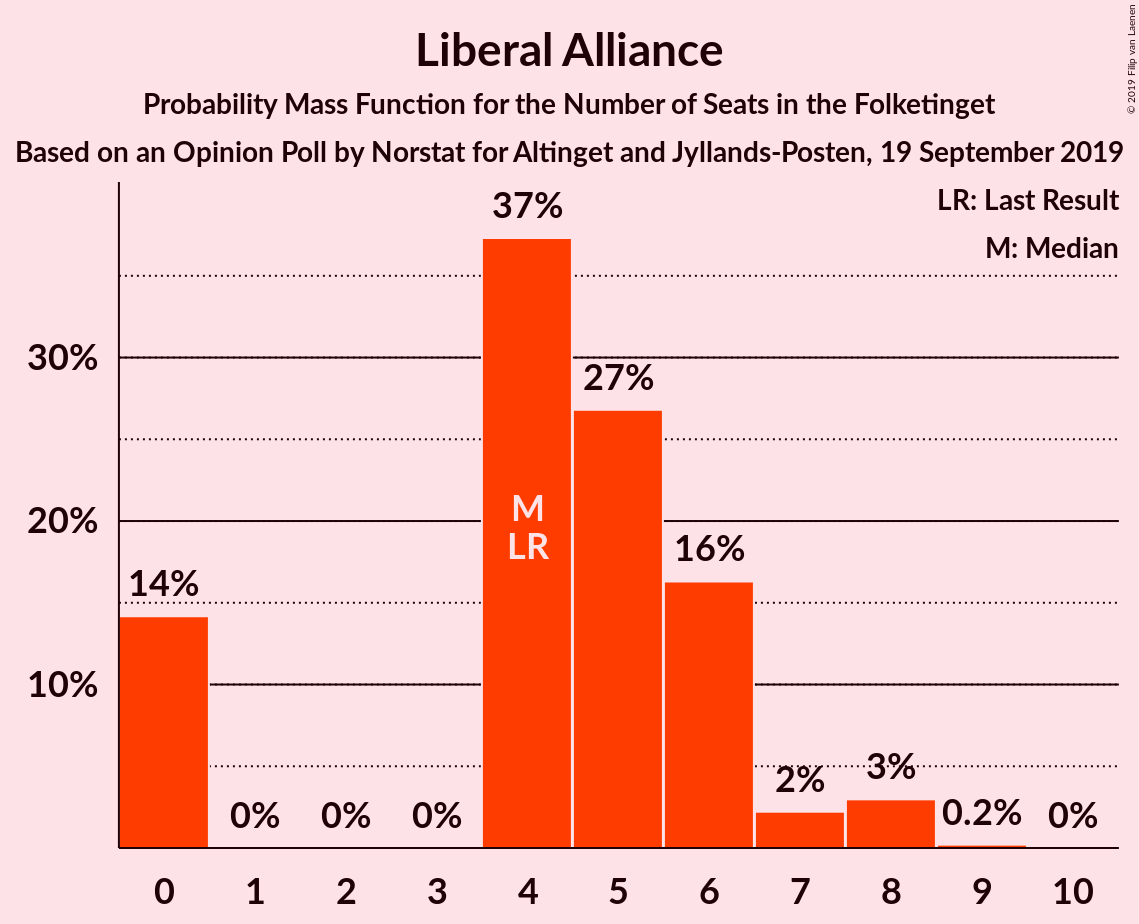 Liberal Alliance
Probability Mass Function for the Number of Seats in the Folketinget
Based on an Opinion Poll by Norstat for Altinget and Jyllands-Posten, 19 September 2019
© 2019 Filip van Laenen
LR: Last Result
M: Median
37%
30%
27%
20%
M
LR
16%
14%
10%
2%
3%
0%
0%
0%
0.2%
0%
0 1 2 3 4 5 6 7 8 9 10